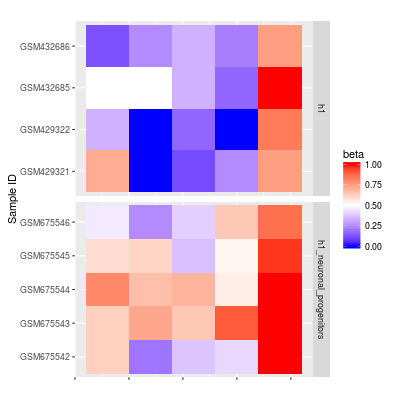 GSM432686
GSM432685
GSM429322
GSM429321
h1
GSM675546
GSM675545
GSM675544
GSM675543
GSM675542
h1_neuronal_progenitors
Sample ID
beta
1.00
0.75
0.50
0.25
0.00